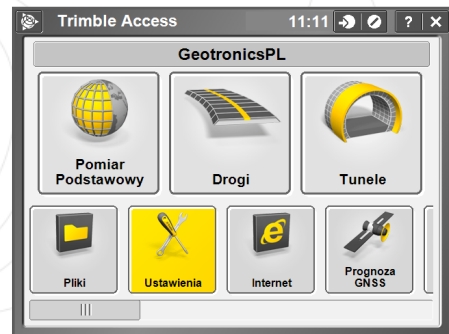 Trimble Access 11:11 ?
GeotronicsPL
Pomiar
Podstawowy
Drogi
Tunele
Pliki
Ustawienia
Internet
Prognoza
GNSS